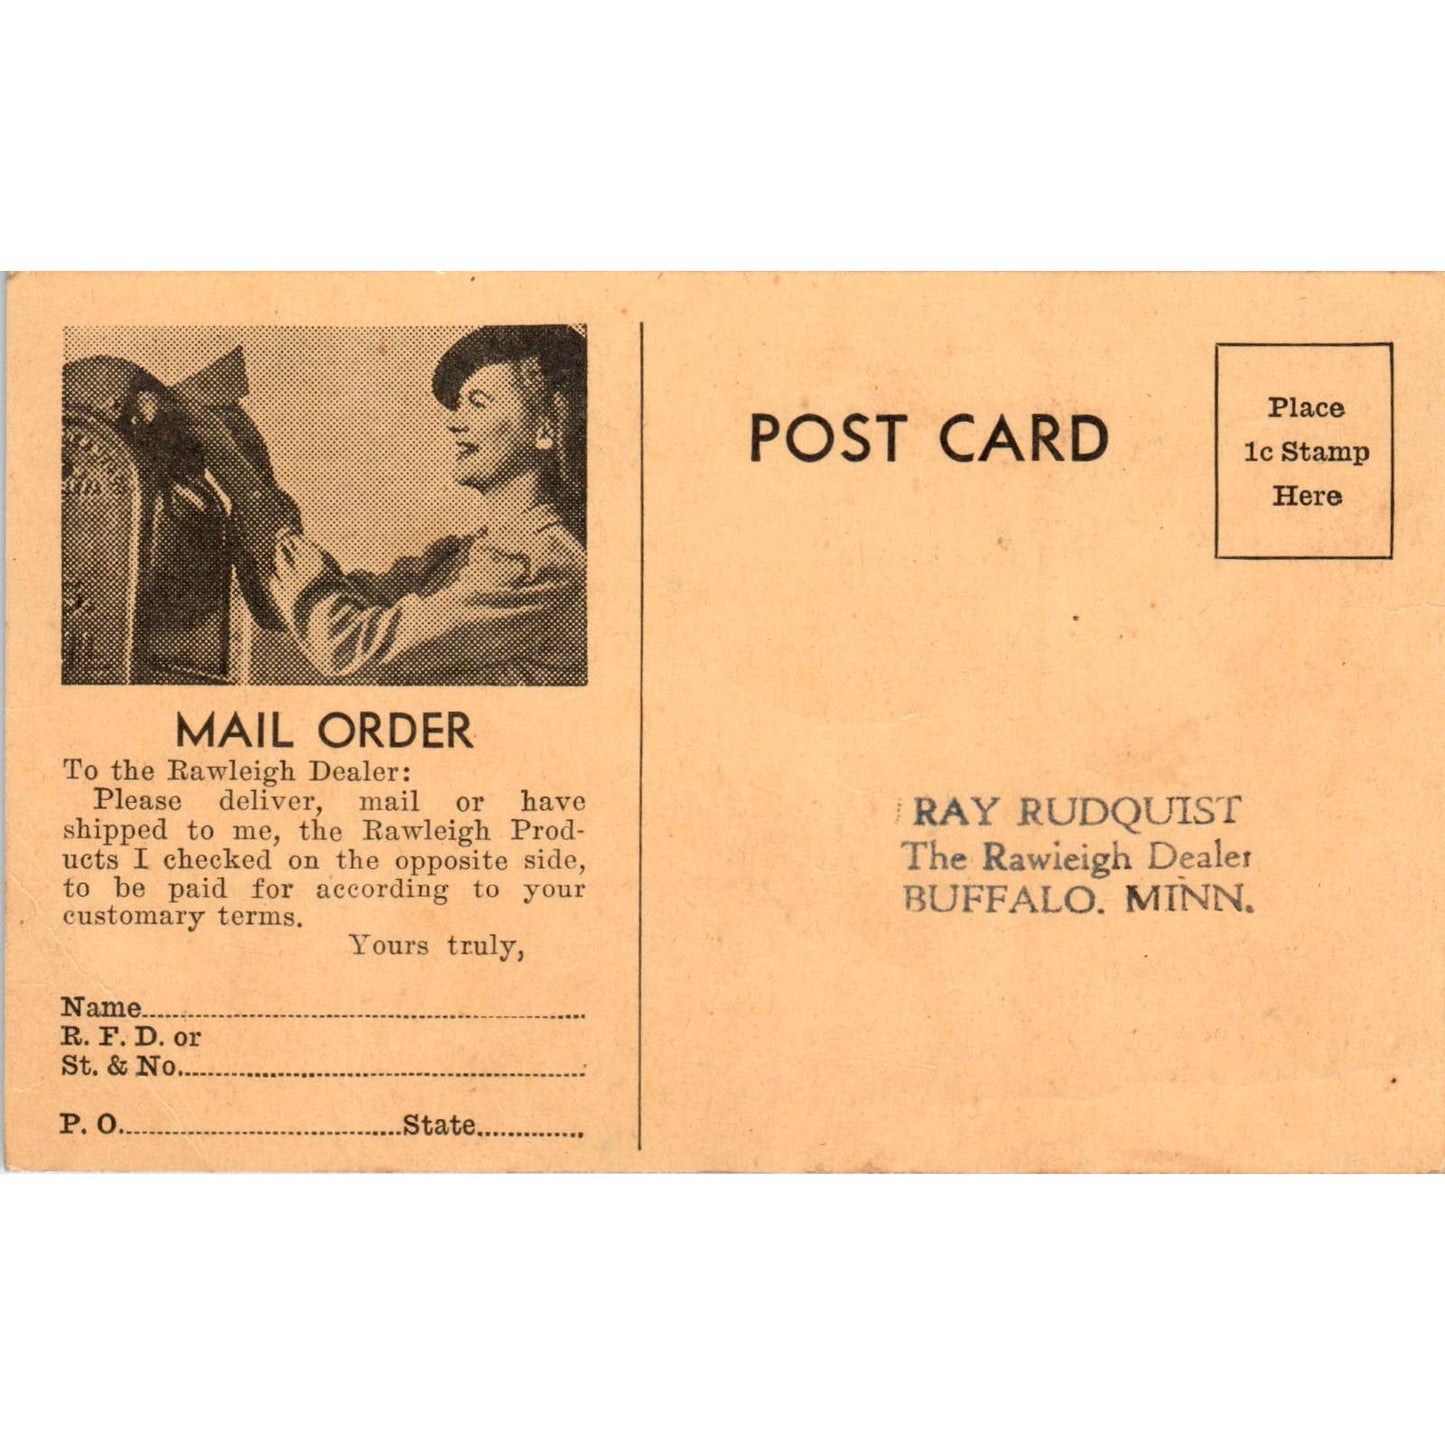 MAIL ORDER
To the Rawleigh Dealer:
Please deliver, mail or have
shipped to me, the Rawleigh Prod-
ucts I checked on the opposite side,
to be paid for according to your
customary terms.
Yours truly,
Name
R. F. D. or
St. & No.
P. O. State
POST CARD
Place
1c Stamp
Here
RAY RUDQUIST
The Rawleigh Dealer
BUFFALO. MINN.